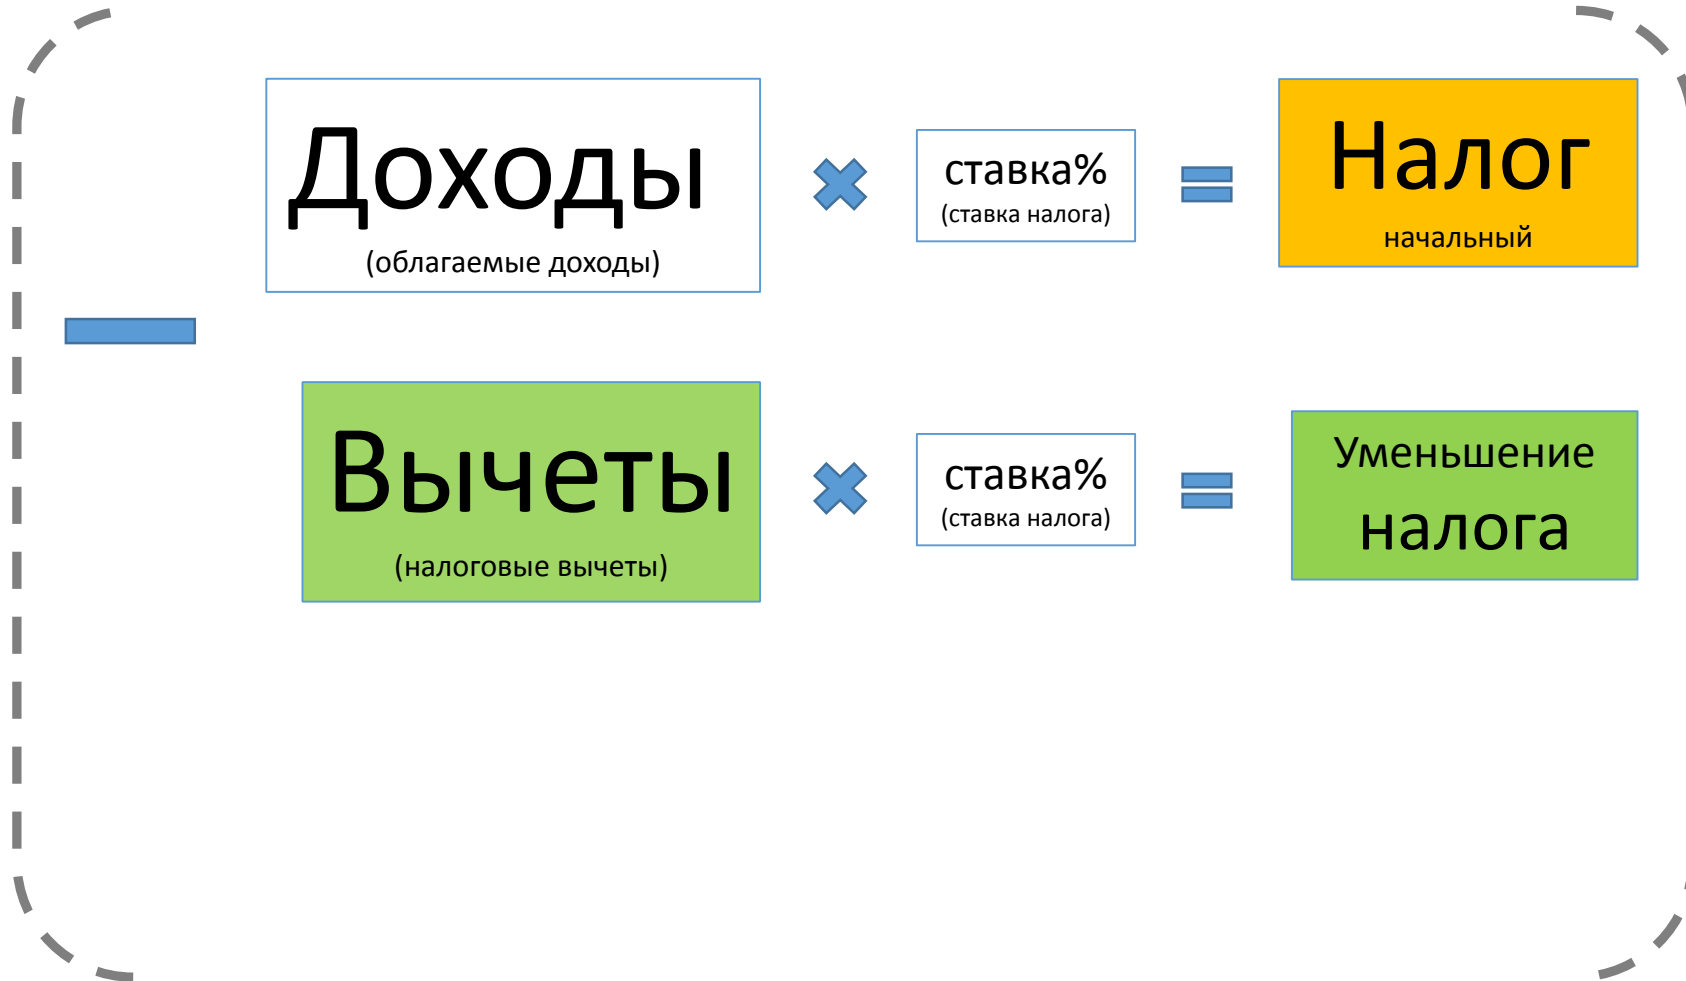 Доходы
(облагаемые доходы)
ставка%
(ставка налога)
Налог
начальный
Вычеты
(налоговые вычеты)
ставка%
(ставка налога)
Уменьшение
налога